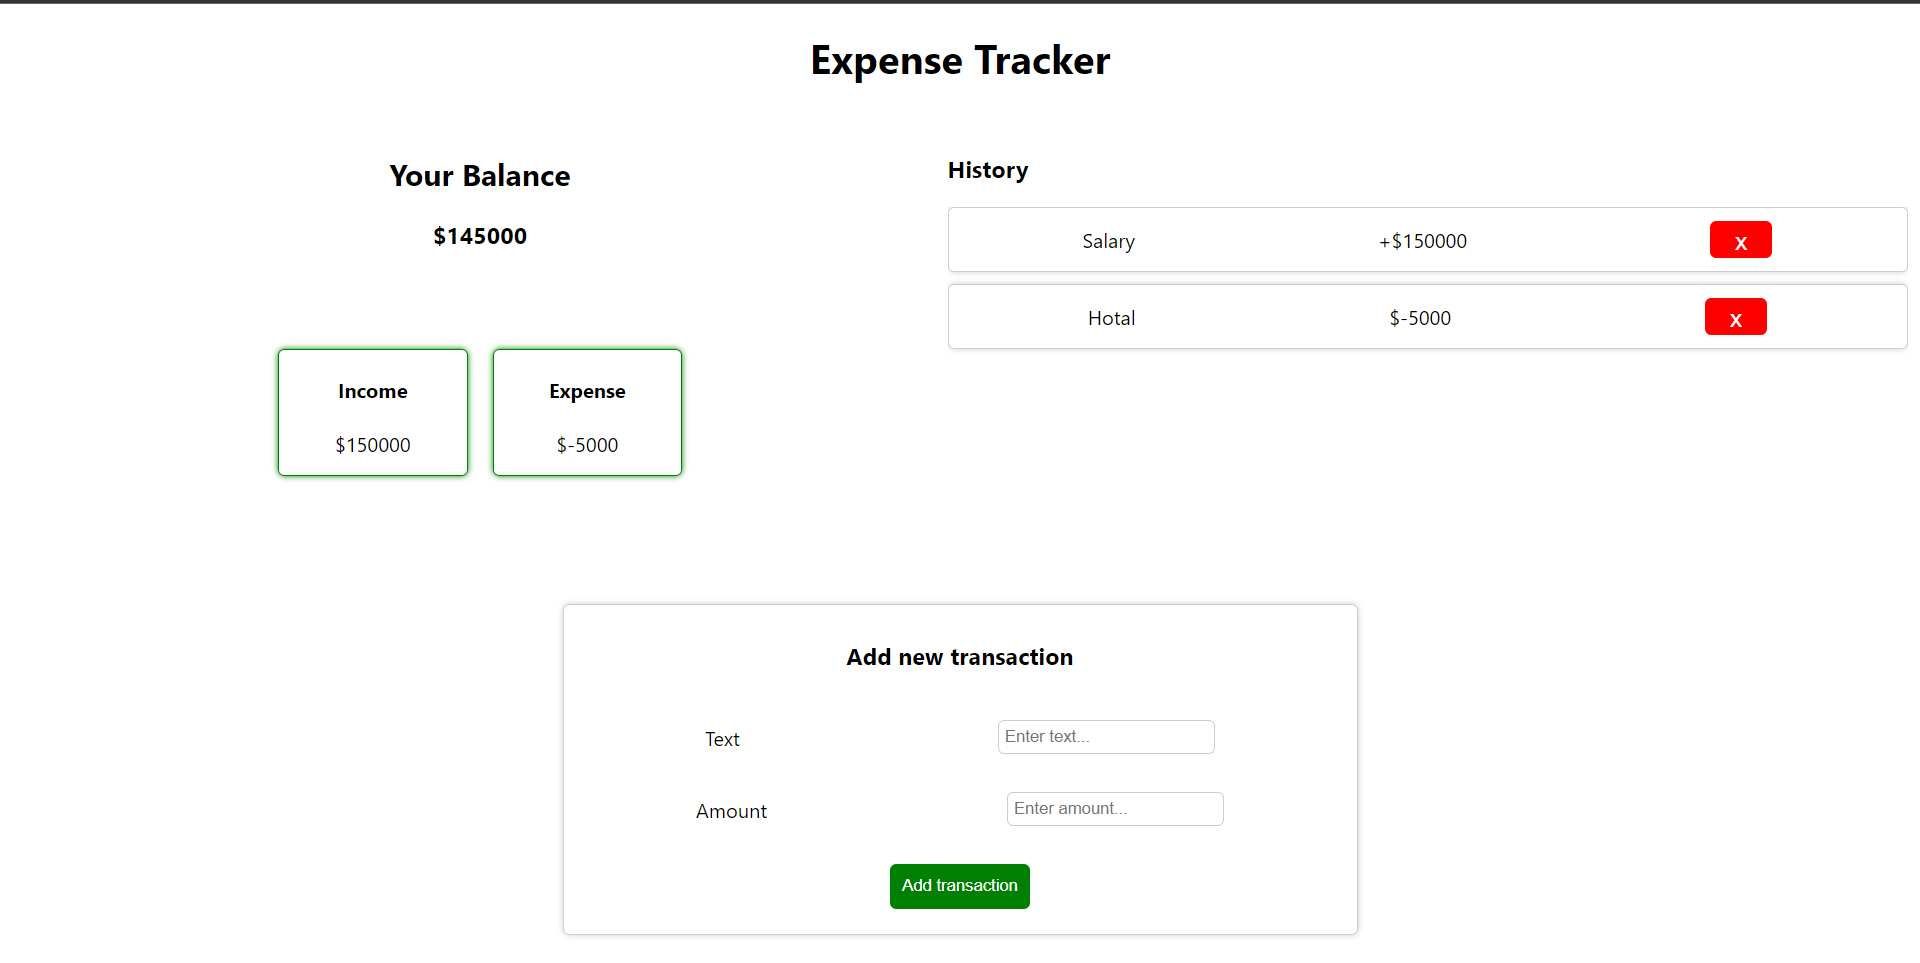 Expense Tracker
Your Balance
$145000
Income
$150000
Expense
$-5000
History
Salary +$150000 X
Hotal $-5000 X
Add new transaction
Text Enter text...
Amount Enter amount...
Add transaction